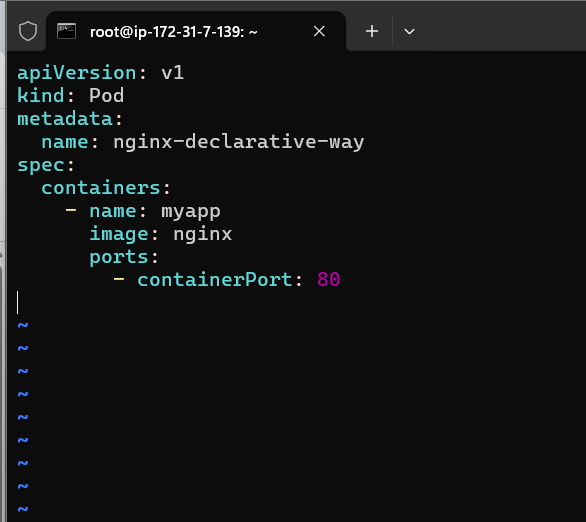 root@ip-172-31-7-139: ~
apiVersion: v1
kind: Pod
metadata:
  name: nginx-declarative-way
spec:
  containers:
    - name: myapp
      image: nginx
      ports:
        - containerPort: 80
~
~
~
~
~
~
~
~
~